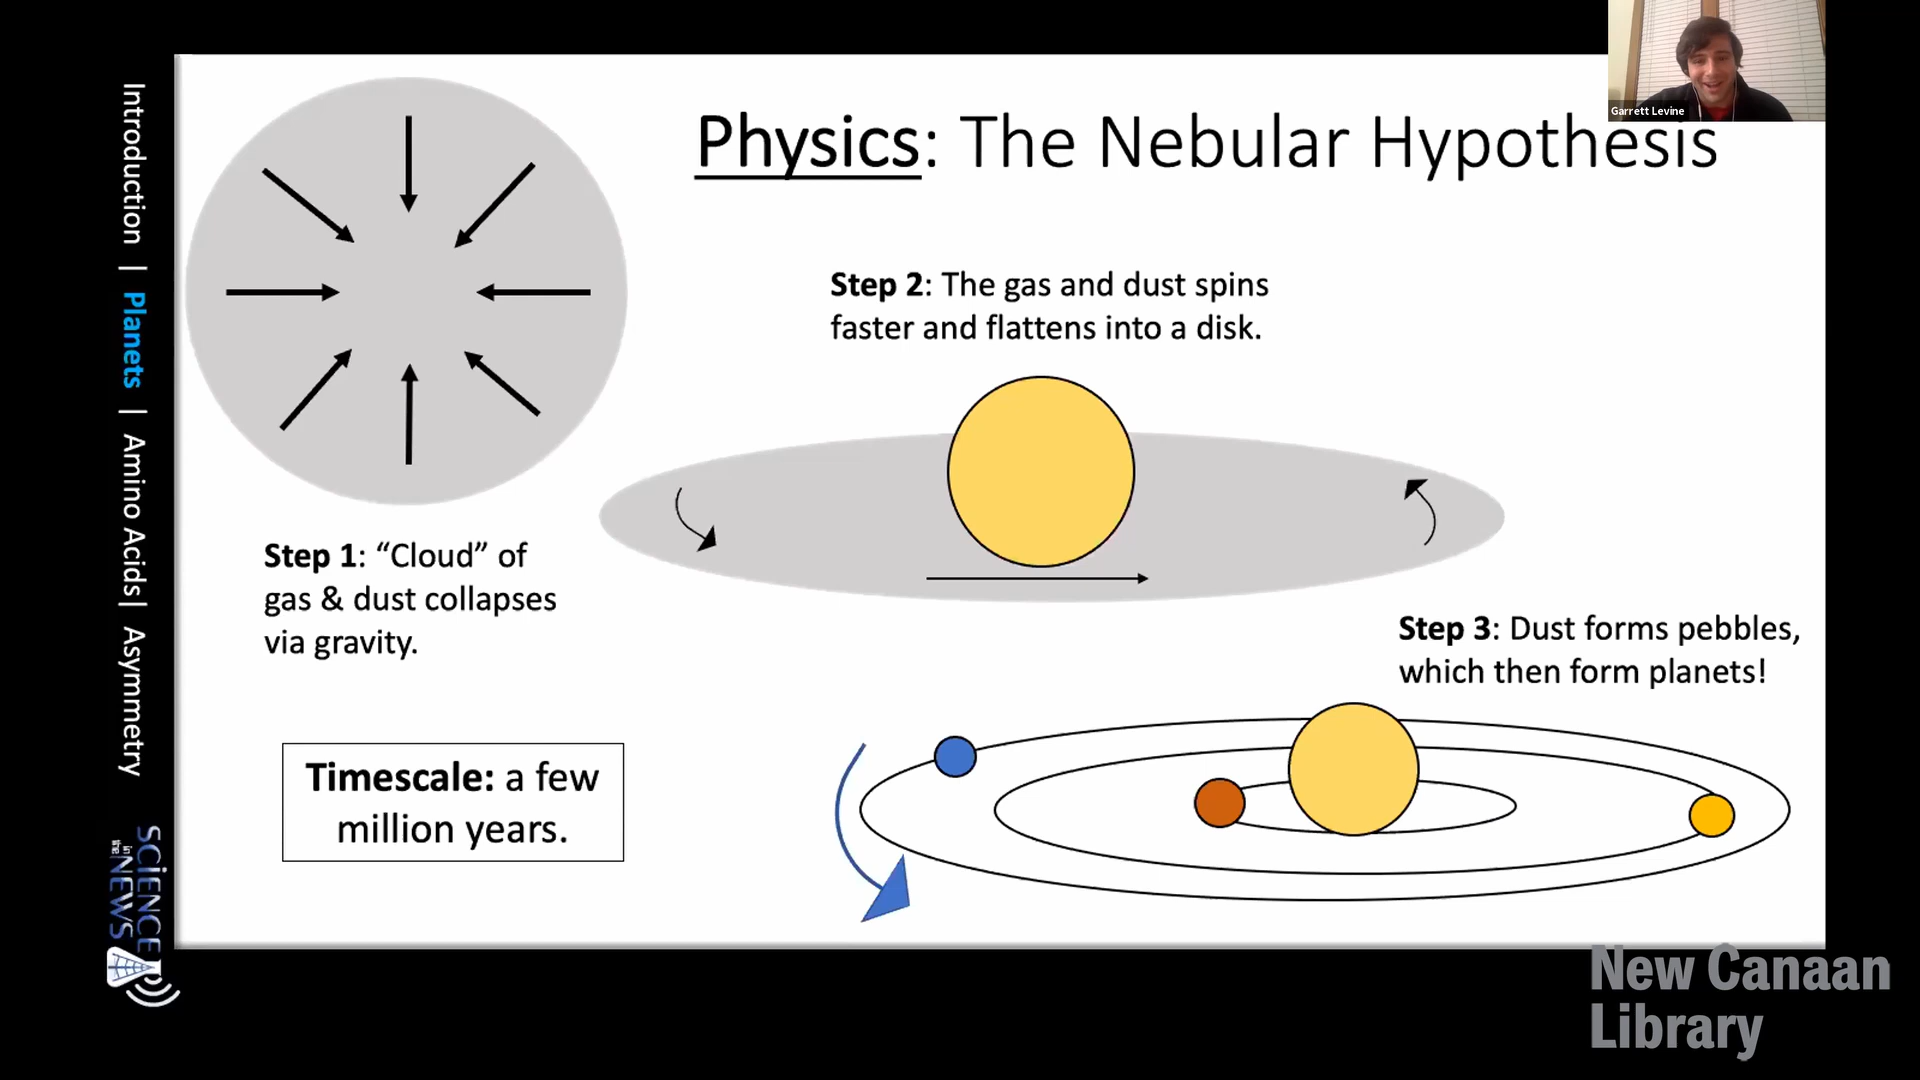 Introduction | Planets | Amino Acids| Asymmetry
SCIENCE
in the NEWS
Garrett Levine
Physics: The Nebular Hypothesis
Step 2: The gas and dust spins
faster and flattens into a disk.
Step 1: “Cloud” of
gas & dust collapses
via gravity.
Step 3: Dust forms pebbles,
which then form planets!
Timescale: a few
million years.
New Canaan
Library